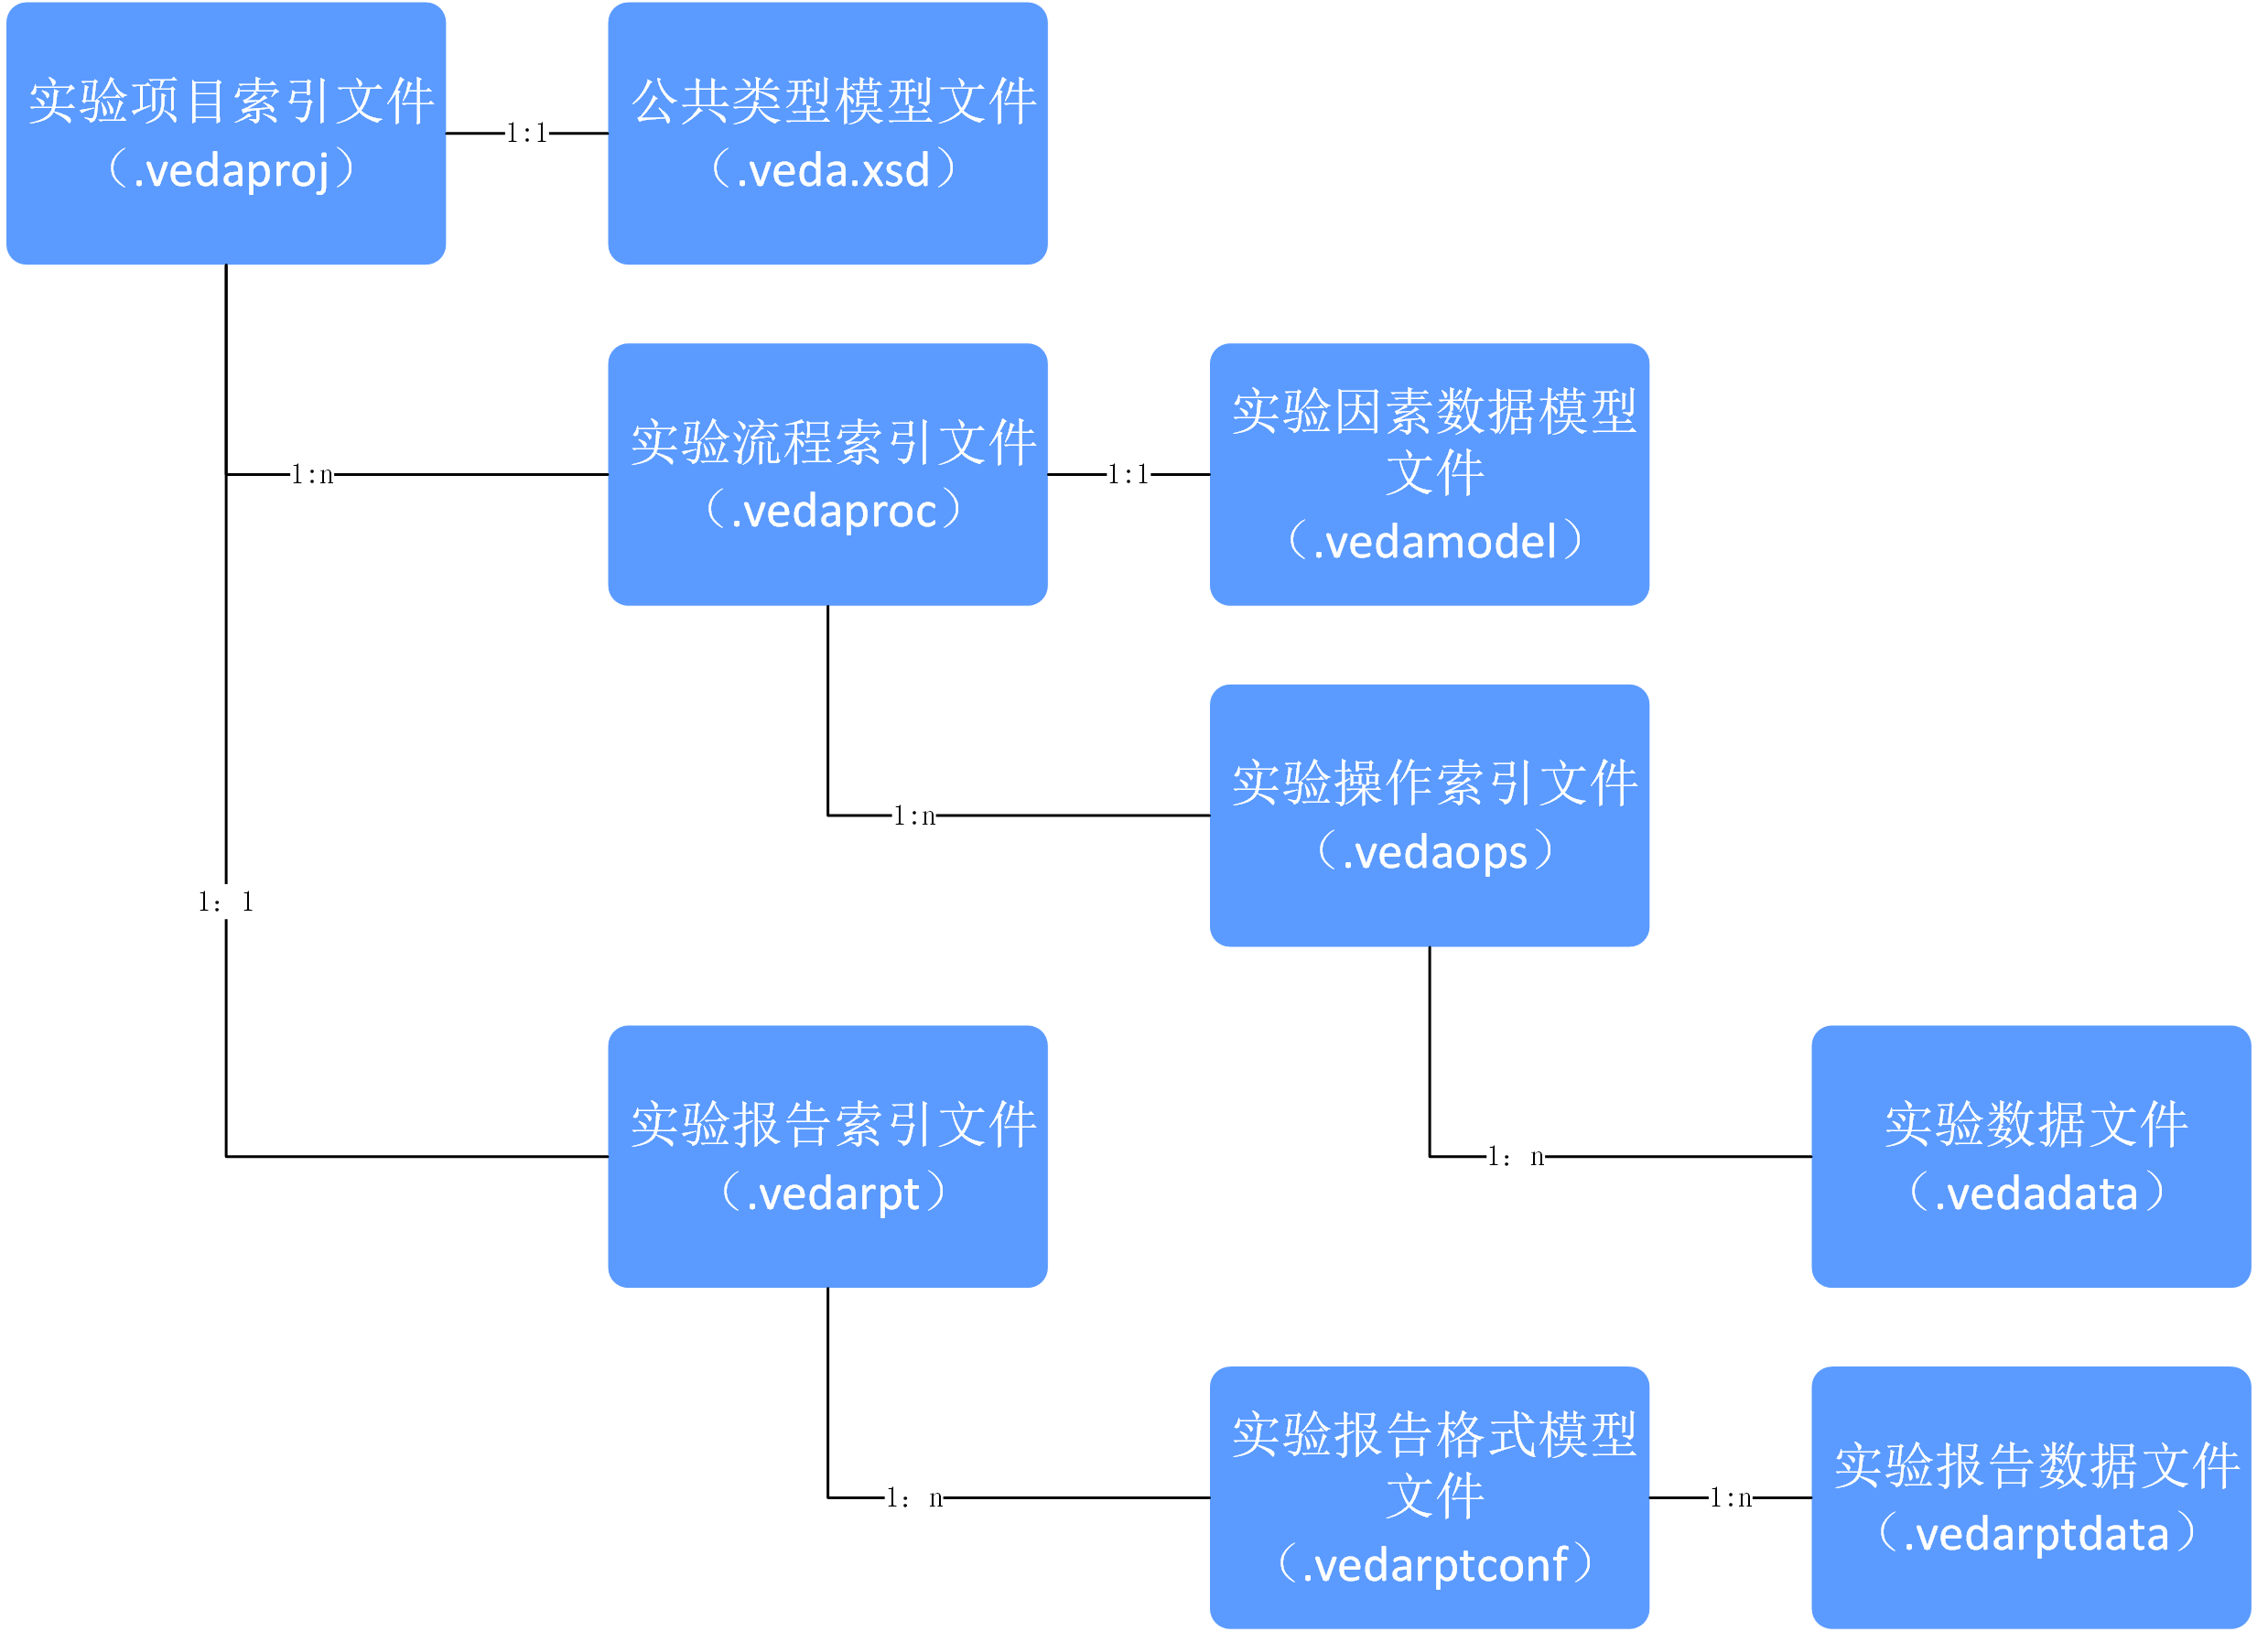 实验项目索引文件
（.vedaproj）
1:1
公共类型模型文件
（.veda.xsd）
1:n
实验流程索引文件
（.vedaproc）
1:1
实验因素数据模型
文件
（.vedamodel）
1:n
实验操作索引文件
（.vedaops）
1：1
实验报告索引文件
（.vedarpt）
1：n
实验数据文件
（.vedadata）
1：n
实验报告格式模型
文件
（.vedarptconf）
1:n
实验报告数据文件
（.vedarptdata）